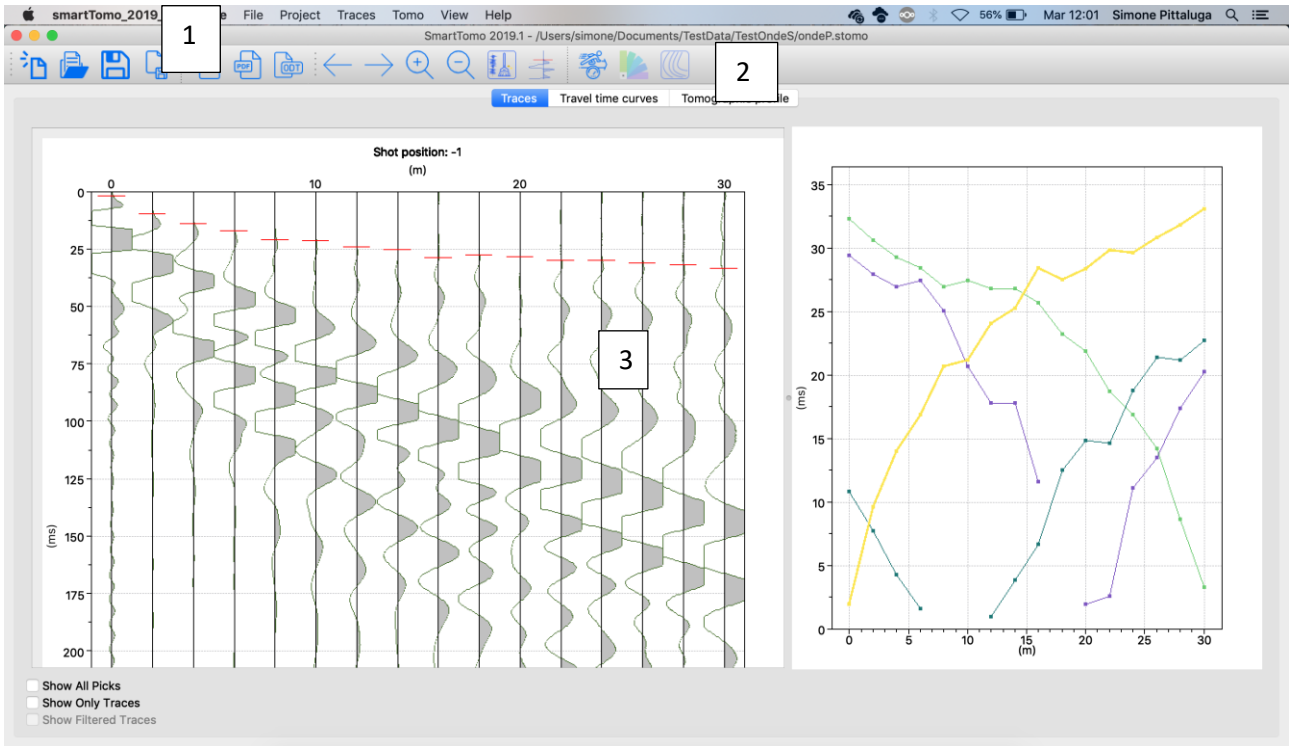 smartTomo_2019_ e File Project Traces Tomo View Help 56% Mar 12:01 Simone Pittaluga
SmartTomo 2019.1 - /Users/simone/Documents/TestData/TestOndeS/ondeP.stomo
1
2
PDF ODT
Traces Travel time curves Tomographic profile
Shot position: -1
(m)
0 10 20 30
0
25
50
75
100
125
150
175
200
(ms)
3
35
30
25
20
15
10
5
0
(ms)
0 5 10 15 20 25 30
(m)
Show All Picks
Show Only Traces
Show Filtered Traces